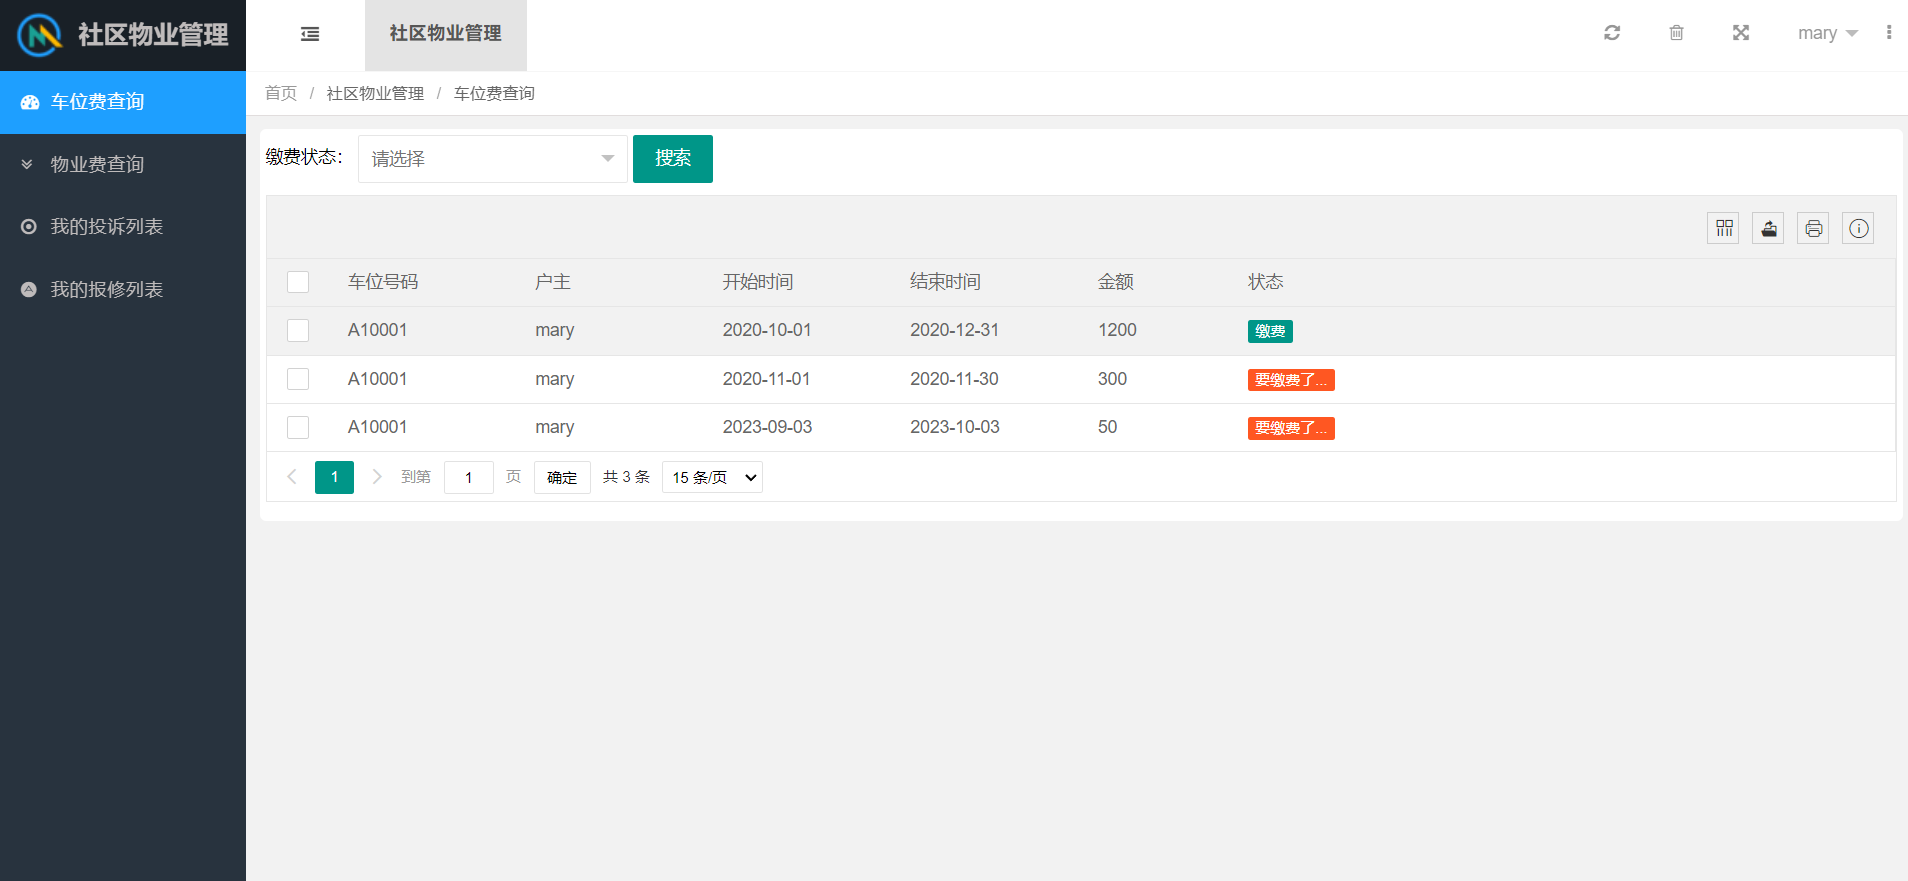 社区物业管理
社区物业管理
mary
车位费查询
物业费查询
我的投诉列表
我的报修列表
首页 / 社区物业管理 / 车位费查询
缴费状态： 请选择 搜索
车位号码 户主 开始时间 结束时间 金额 状态
A10001 mary 2020-10-01 2020-12-31 1200 缴费
A10001 mary 2020-11-01 2020-11-30 300 要缴费了...
A10001 mary 2023-09-03 2023-10-03 50 要缴费了...
1 到第 1 页 确定 共 3 条 15 条/页